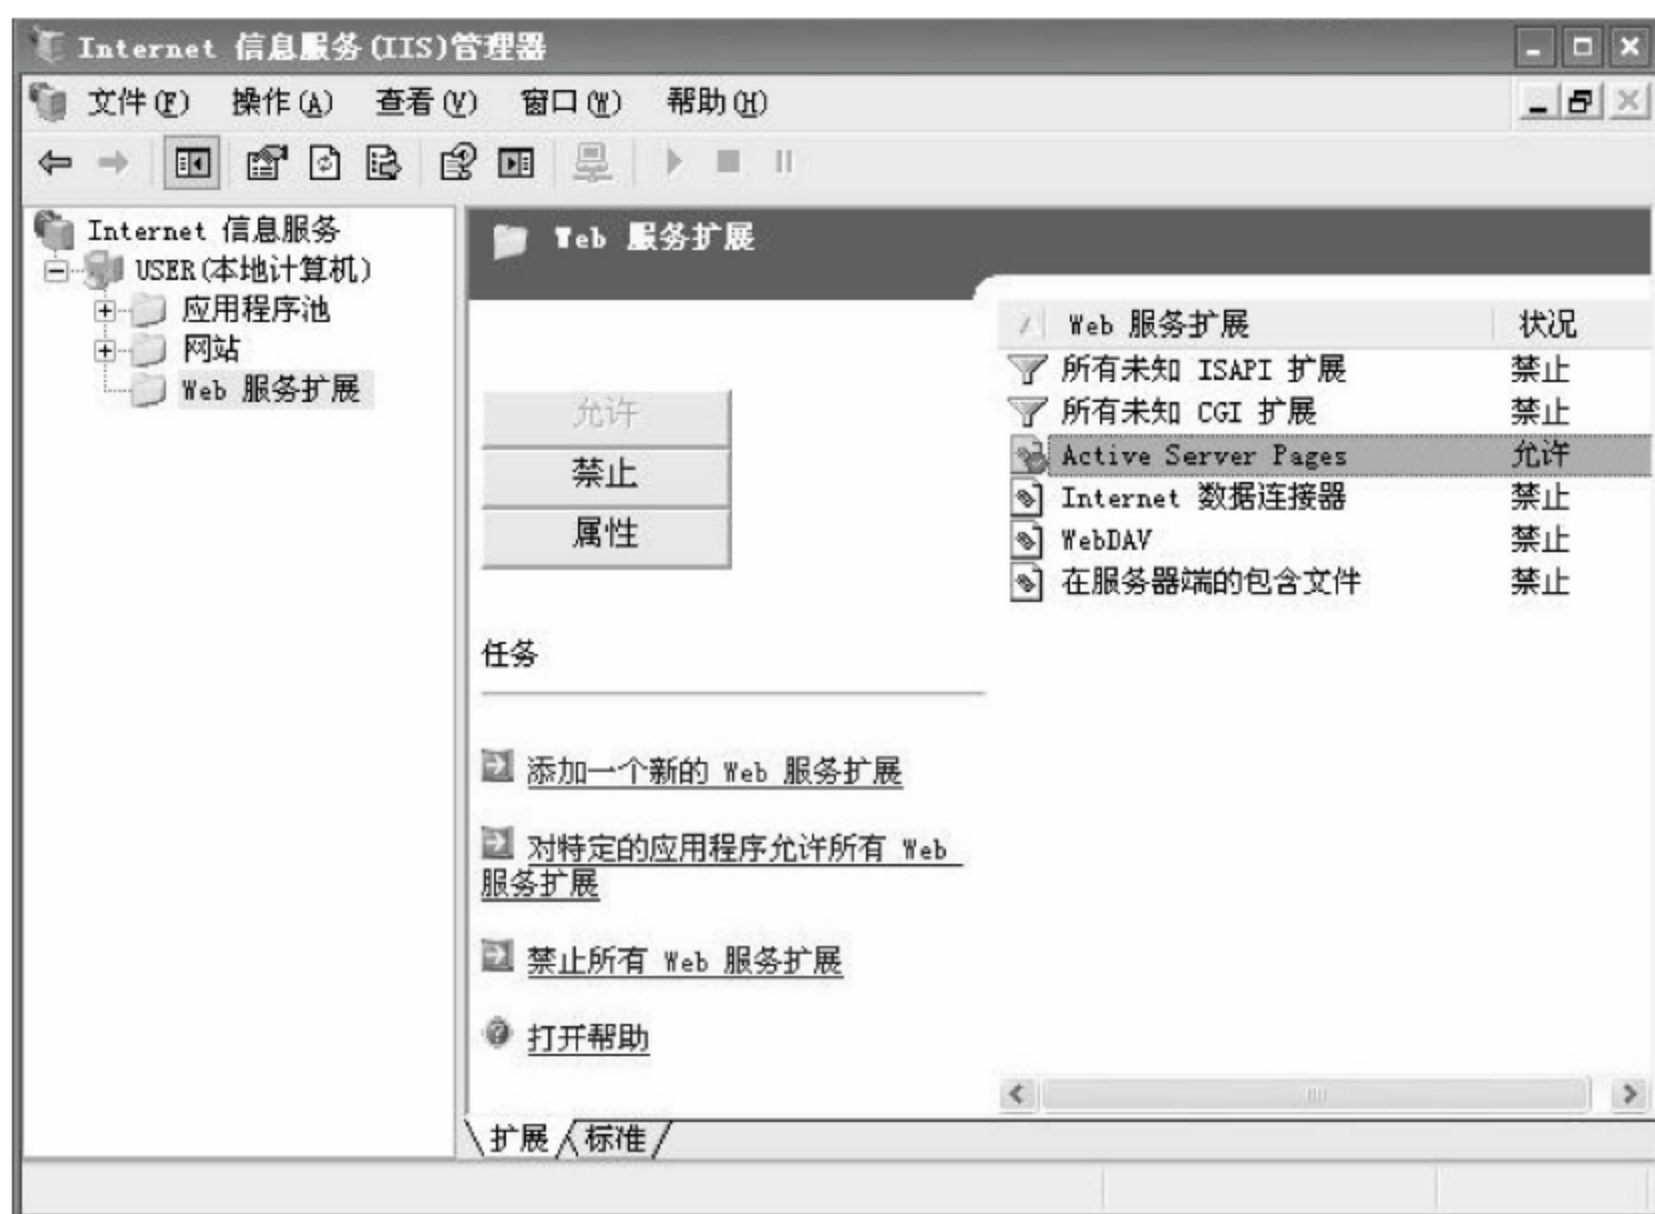 Internet 信息服务(IIS)管理器
文件(F) 操作(A) 查看(V) 窗口(W) 帮助(H)
Internet 信息服务
USER(本地计算机)
应用程序池
网站
Web 服务扩展
Web 服务扩展
允许
禁止
属性
任务
添加一个新的 Web 服务扩展
对特定的应用程序允许所有 Web
服务扩展
禁止所有 Web 服务扩展
打开帮助
Web 服务扩展 状况
所有未知 ISAPI 扩展 禁止
所有未知 CGI 扩展 禁止
Active Server Pages 允许
Internet 数据连接器 禁止
WebDAV 禁止
在服务器端的包含文件 禁止
扩展 标准